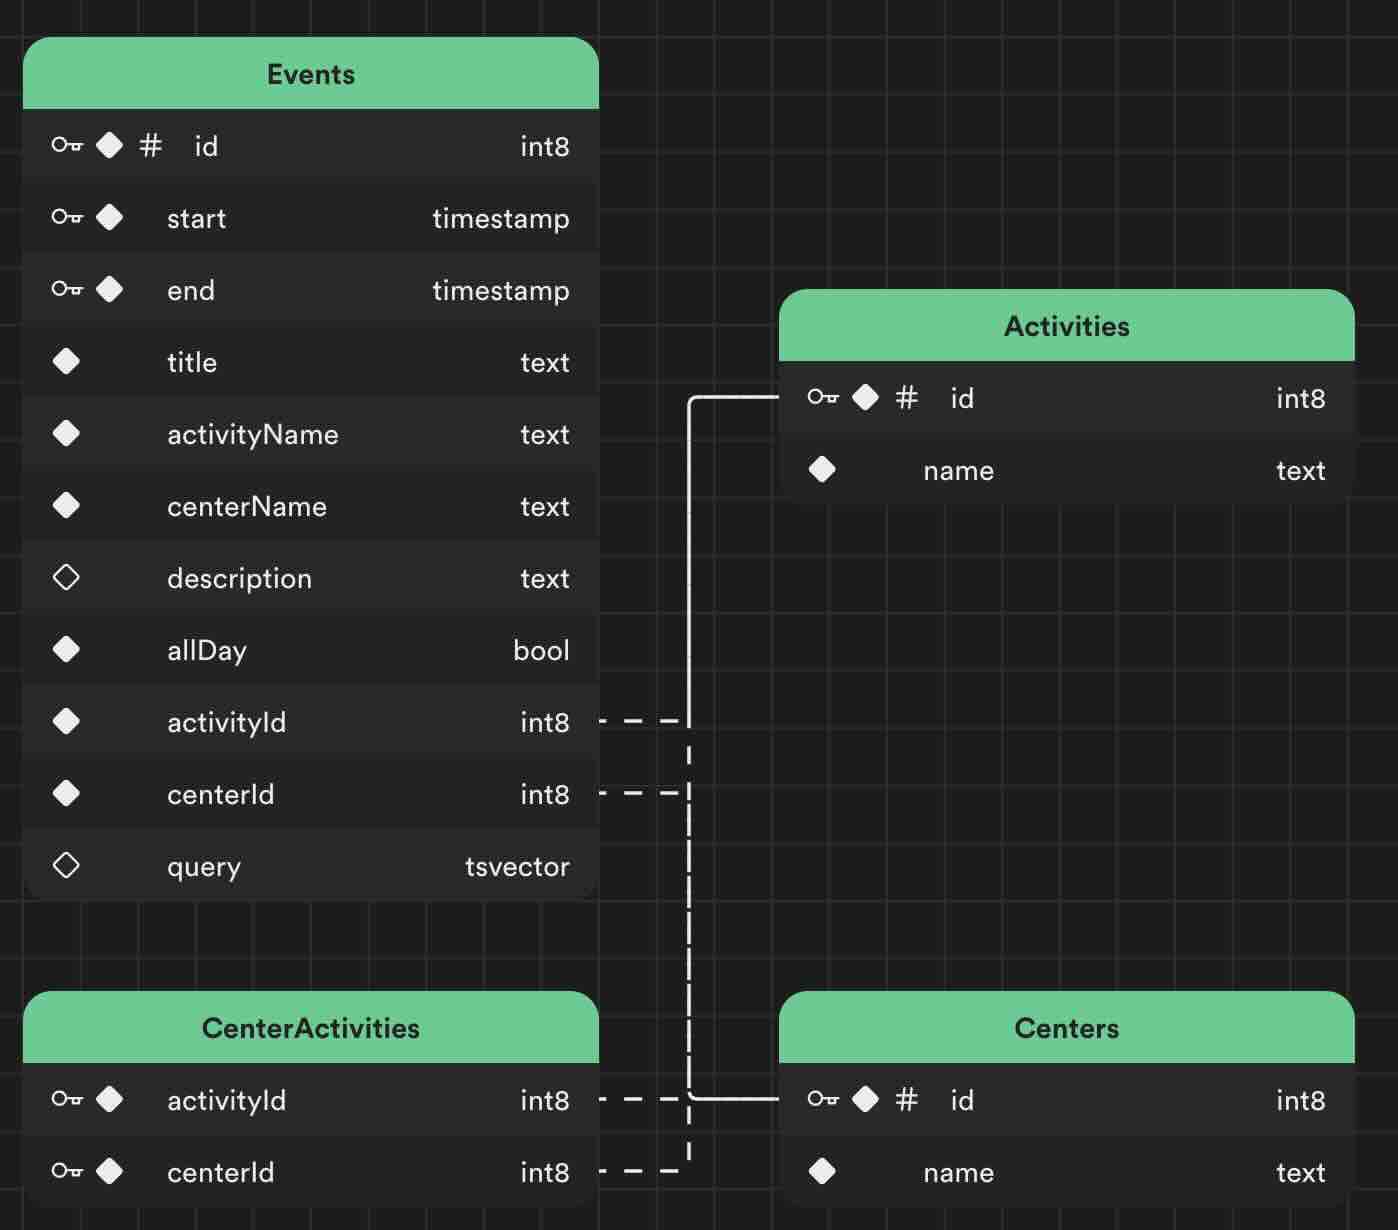 Events
# id int8
start timestamp
end timestamp
title text
activityName text
centerName text
description text
allDay bool
activityId int8
centerId int8
query tsvector
Activities
# id int8
name text
CenterActivities
activityId int8
centerId int8
Centers
# id int8
name text